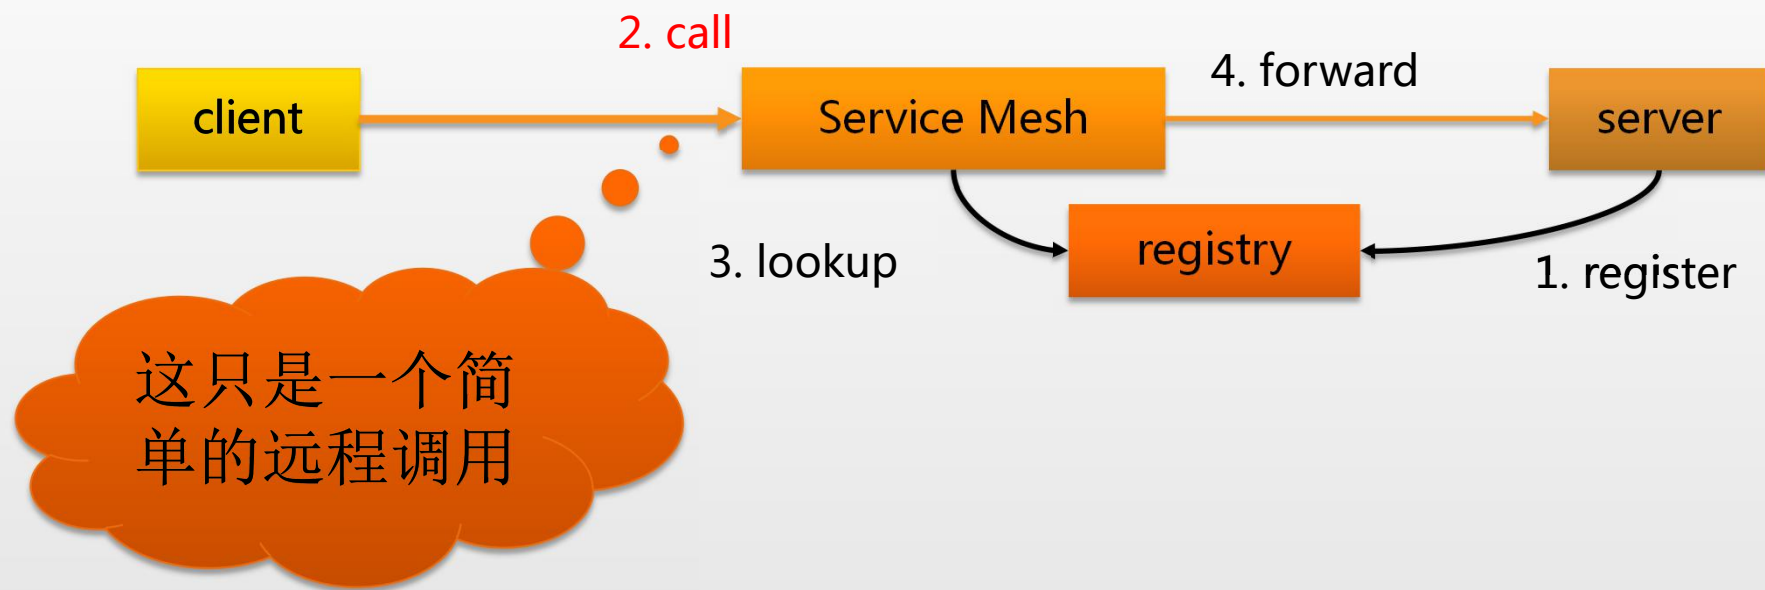 2. call
client
Service Mesh
4. forward
server
3. lookup
registry
1. register
这只是一个简
单的远程调用